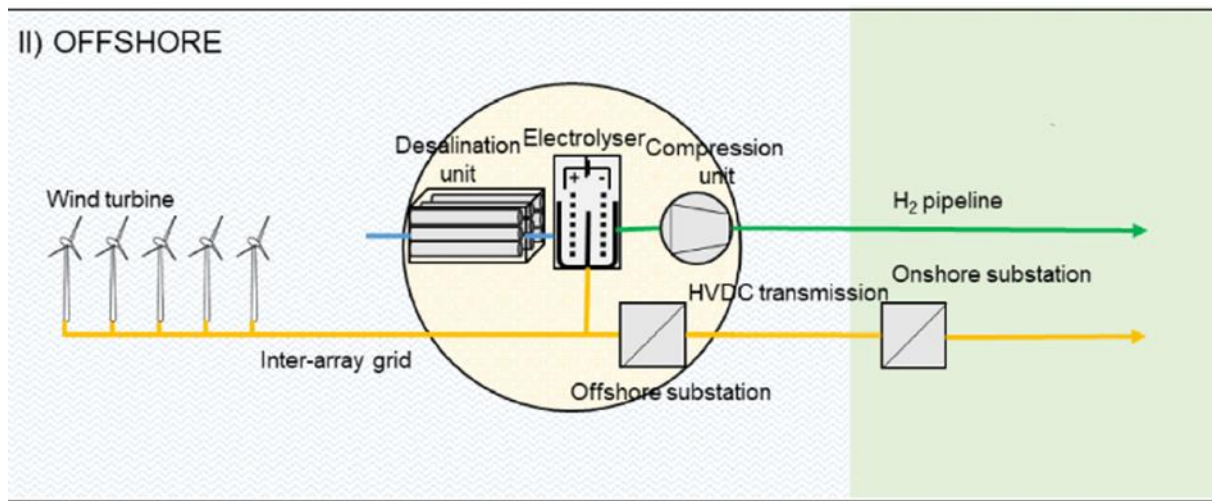 II) OFFSHORE
Desalination
unit
Electrolyser
Compression
unit
+ -
Wind turbine
H₂ pipeline
Onshore substation
HVDC transmission
Inter-array grid
Offshore substation